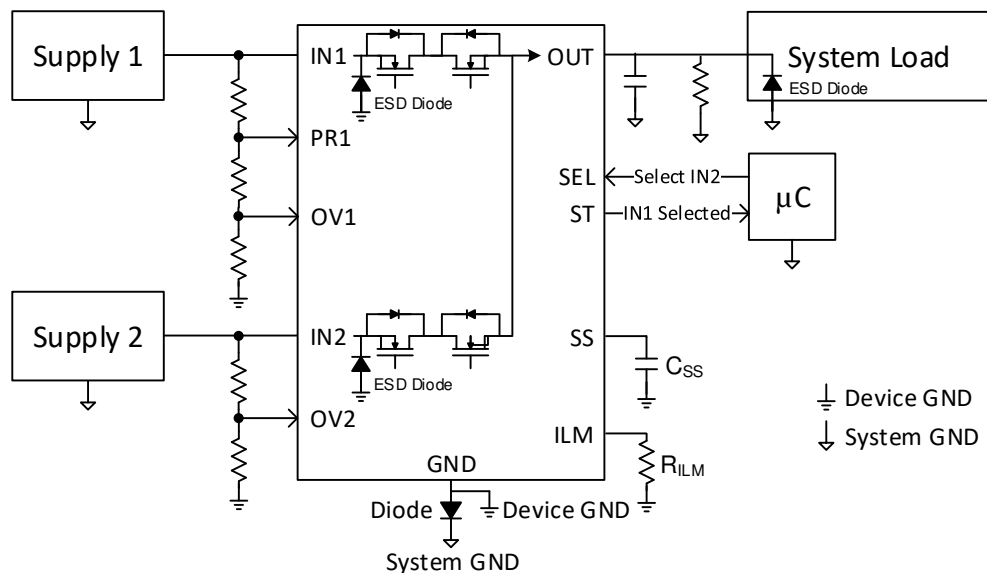 Supply 1
IN1
ESD Diode
OUT
System Load
ESD Diode
PR1
SEL
Select IN2
µC
OV1
ST
IN1 Selected
Supply 2
IN2
ESD Diode
SS
CSS
OV2
ILM
RILM
Device GND
System GND
GND
Diode
Device GND
System GND